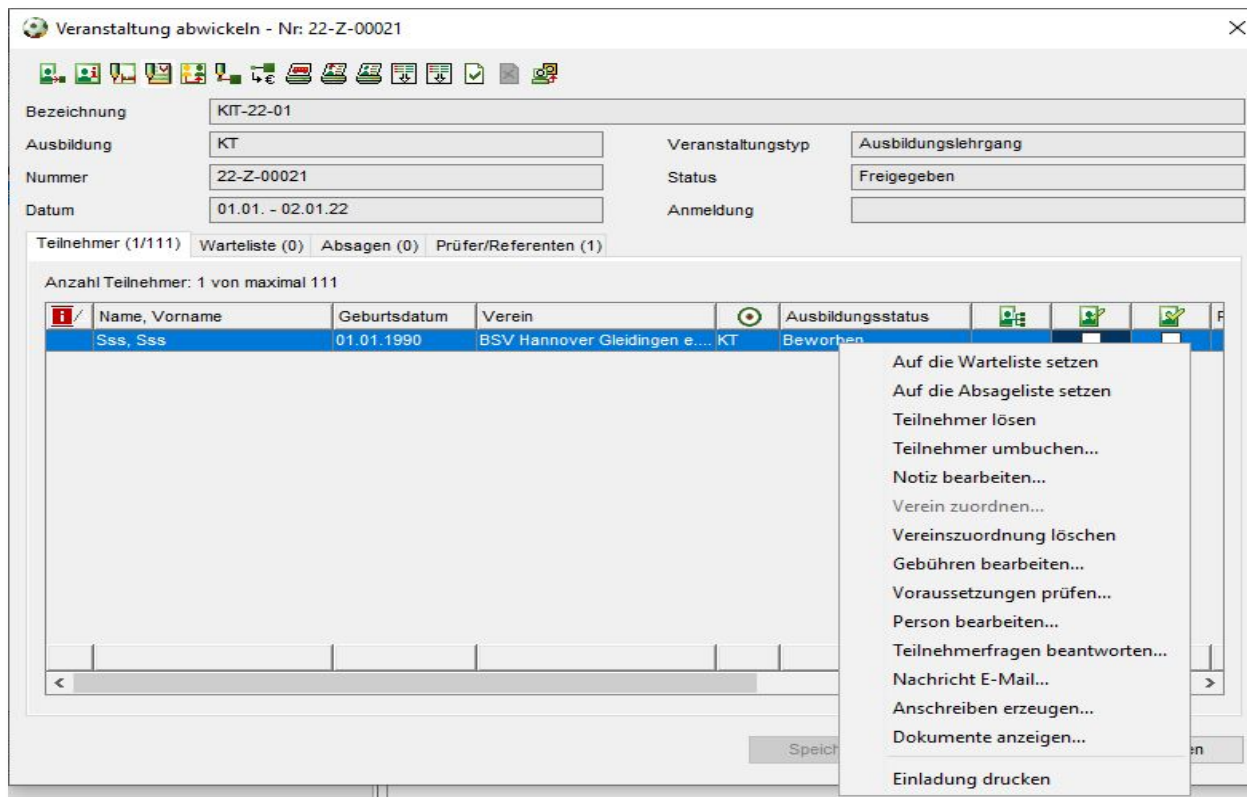 Veranstaltung abwickeln - Nr: 22-Z-00021
Bezeichnung KIT-22-01
Ausbildung KT Veranstaltungstyp Ausbildungslehrgang
Nummer 22-Z-00021 Status Freigegeben
Datum 01.01. - 02.01.22 Anmeldung
Teilnehmer (1/111) Warteliste (0) Absagen (0) Prüfer/Referenten (1)
Anzahl Teilnehmer: 1 von maximal 111
Name, Vorname Geburtsdatum Verein Ausbildungsstatus
Sss, Sss 01.01.1990 BSV Hannover Gleidingen e.... KT Beworben
Auf die Warteliste setzen
Auf die Absageliste setzen
Teilnehmer lösen
Teilnehmer umbuchen...
Notiz bearbeiten...
Verein zuordnen...
Vereinszuordnung löschen
Gebühren bearbeiten...
Voraussetzungen prüfen...
Person bearbeiten...
Teilnehmerfragen beantworten...
Nachricht E-Mail...
Anschreiben erzeugen...
Dokumente anzeigen...
Speich
en
Einladung drucken